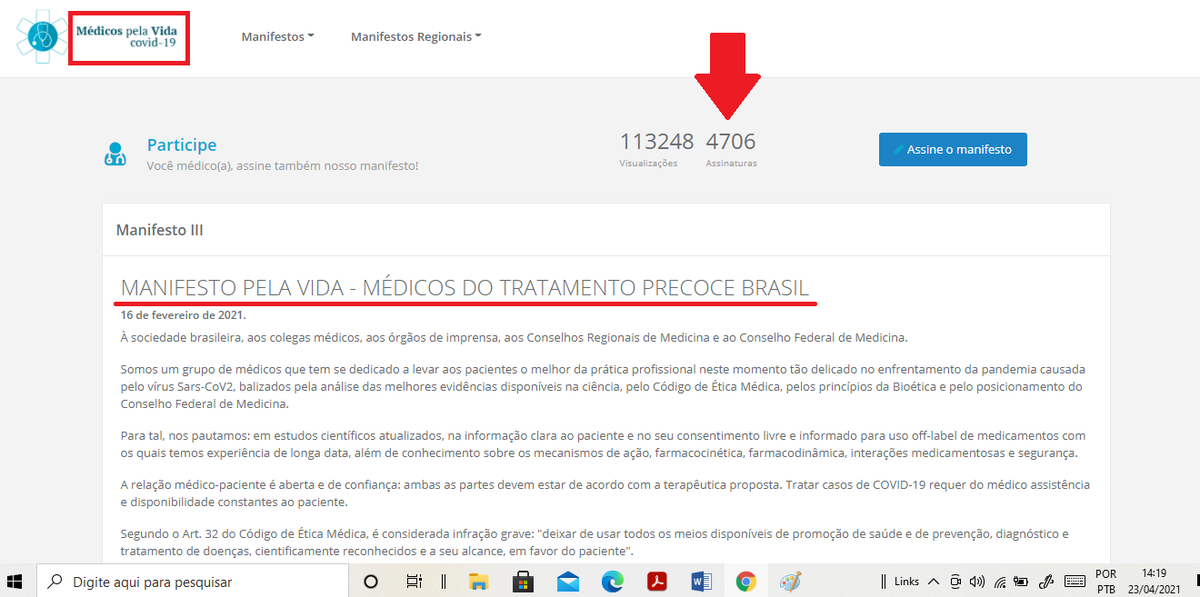 Médicos pela Vida
covid-19
Manifestos
Manifestos Regionais
Participe
Você médico(a), assine também nosso manifesto!
113248 4706
Visualizações Assinaturas
Assine o manifesto
Manifesto III
MANIFESTO PELA VIDA - MÉDICOS DO TRATAMENTO PRECOCE BRASIL
16 de fevereiro de 2021.
À sociedade brasileira, aos colegas médicos, aos órgãos de imprensa, aos Conselhos Regionais de Medicina e ao Conselho Federal de Medicina.
Somos um grupo de médicos que tem se dedicado a levar aos pacientes o melhor da prática profissional neste momento tão delicado no enfrentamento da pandemia causada
pelo vírus Sars-CoV2, balizados pela análise das melhores evidências disponíveis na ciência, pelo Código de Ética Médica, pelos princípios da Bioética e pelo posicionamento do
Conselho Federal de Medicina.
Para tal, nos pautamos: em estudos científicos atualizados, na informação clara ao paciente e no seu consentimento livre e informado para uso off-label de medicamentos com
os quais temos experiência de longa data, além de conhecimento sobre os mecanismos de ação, farmacocinética, farmacodinâmica, interações medicamentosas e segurança.
A relação médico-paciente é aberta e de confiança: ambas as partes devem estar de acordo com a terapêutica proposta. Tratar casos de COVID-19 requer do médico assistência
e disponibilidade constantes ao paciente.
Segundo o Art. 32 do Código de Ética Médica, é considerada infração grave: "deixar de usar todos os meios disponíveis de promoção de saúde e de prevenção, diagnóstico e
tratamento de doenças, cientificamente reconhecidos e a seu alcance, em favor do paciente".
Digite aqui para pesquisar
Links
POR
PTB
14:19
23/04/2021